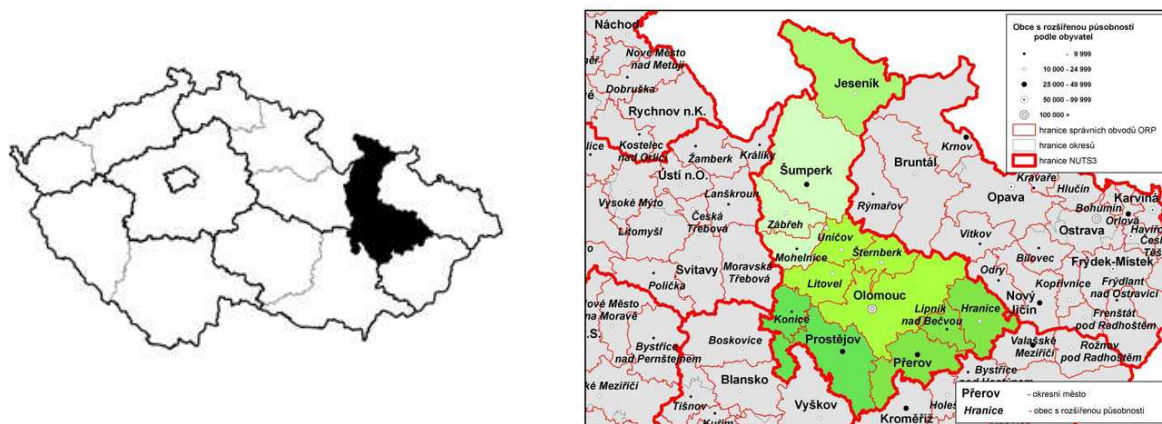 Náchod
Nové Město
nad Metují
Dobruška
Rychnov n.K.
Kostelec
nad Orlicí
Žamberk
Králíky
Ústí n.O.
Lanškroun
Vysoké Mýto
Česká
Třebová
Litomyšl
Svitavy
Moravská
Třebová
Polička
Nové Město
na Moravě
Bystřice
nad Pernštejnem
Boskovice
Blansko
Tišnov
Kuřim
Vyškov
Jeseník
Šumperk
Zábřeh
Mohelnice
Uničov
Šternberk
Litovel
Olomouc
Konice
Prostějov
Lipník
nad Bečvou
Hranice
Přerov
Bruntál
Krnov
Rýmařov
Opava
Kravaře
Hlučín
Bohumín
Karviná
Orlová
Ostrava
Vítkov
Bílovec
Odry
Nový
Jičín
Kopřivnice
Frýdek-Místek
Frýdlant
nad Ostravicí
Frenštát
pod Radhoštěm
Valašské
Meziříčí
Rožnov
pod Radhoštěm
Bystřice
Kroměříž
Obce s rozšířenou působností
podle obyvatel
- 9 999
10 000 - 24 999
25 000 - 49 999
50 000 - 99 999
100 000 +
hranice správních obvodů ORP
hranice okresů
hranice NUTS3
Přerov - okresní město
Hranice - obec s rozšířenou působností